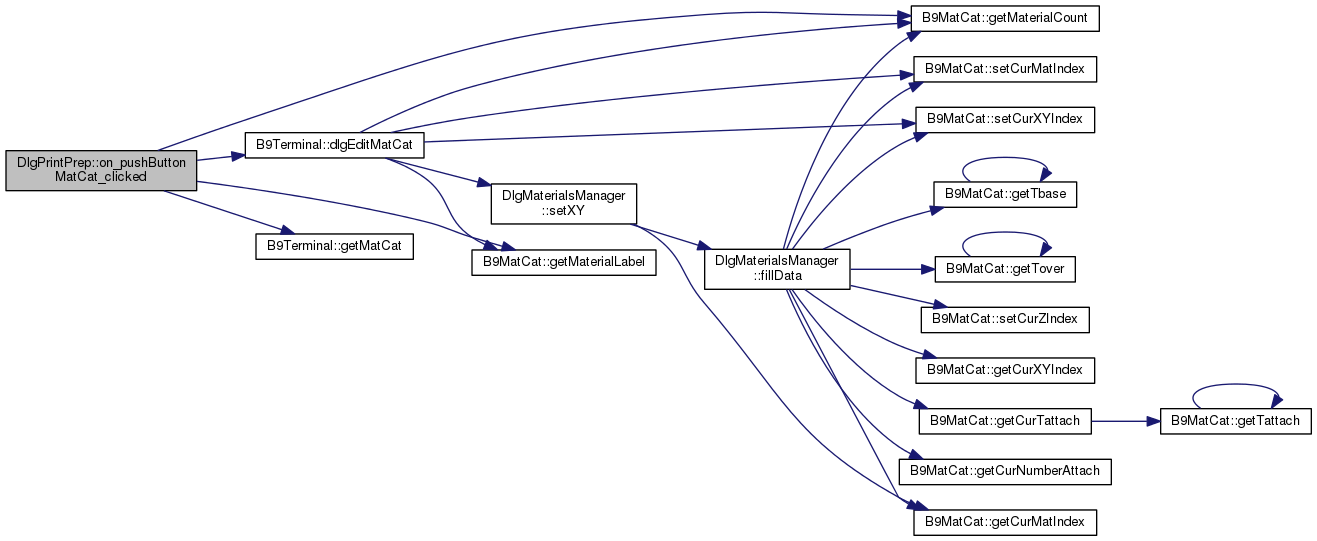 DlgPrintPrep::on_pushButton
MatCat_clicked
B9Terminal::dlgEditMatCat
B9Terminal::getMatCat
DlgMaterialsManager
::setXY
B9MatCat::getMaterialLabel
DlgMaterialsManager
::fillData
B9MatCat::getMaterialCount
B9MatCat::setCurMatIndex
B9MatCat::setCurXYIndex
B9MatCat::getTbase
B9MatCat::getTover
B9MatCat::setCurZIndex
B9MatCat::getCurXYIndex
B9MatCat::getCurTattach
B9MatCat::getCurNumberAttach
B9MatCat::getCurMatIndex
B9MatCat::getTattach